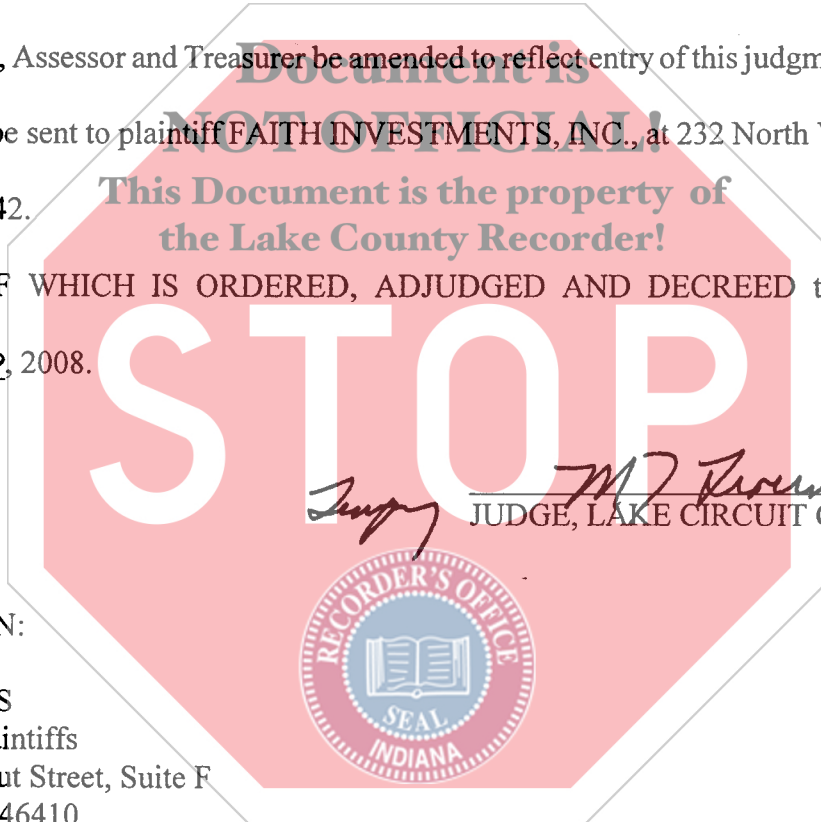 , Assessor and Treasurer be amended to reflect entry of this judgm
Document is
be sent to plaintiff FAITH INVESTMENTS, INC., at 232 North
NOT OFFICIAL!
42.
This Document is the property of
the Lake County Recorder!
F WHICH IS ORDERED, ADJUDGED AND DECREED t
, 2008.
STOP
JUDGE, LAKE CIRCUIT
RECORDER'S OFFICE
SEAL
INDIANA
N:
S
aintiffs
ut Street, Suite F
46410